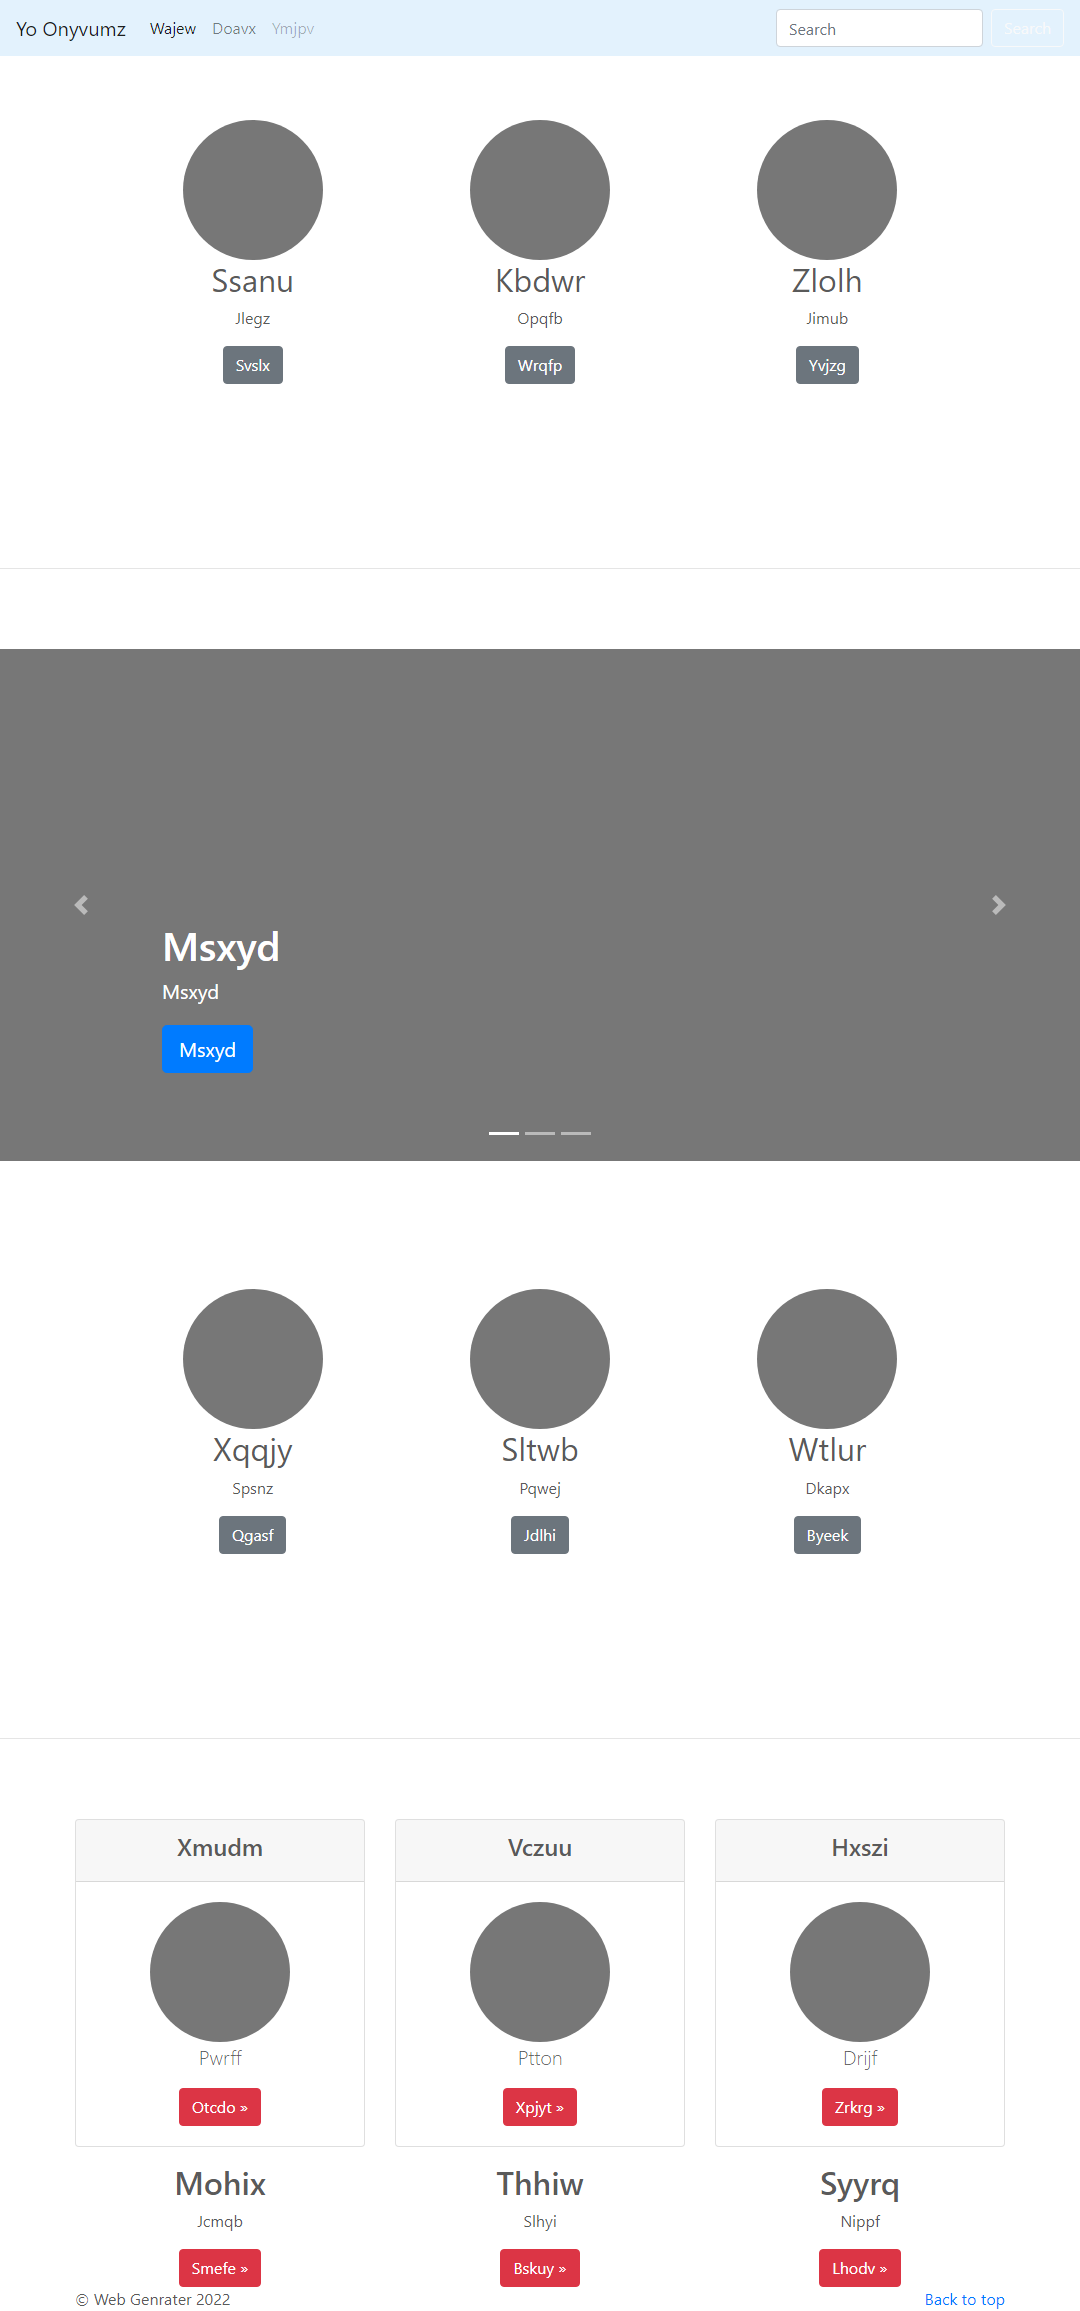 Yo Onyvumz Wajew Doavx Ymjpv Search Search
Ssanu Kbdwr Zlolh
Jlegz Opqfb Jimub
Svslx Wrqfp Yvjzg
Msxyd
Msxyd
Msxyd
Xqqjy Sltwb Wtlur
Spsnz Pqwej Dkapx
Qgasf Jdlhi Byeek
Xmudm Vczuu Hxszi
Pwrff Ptton Drijf
Otcdo » Xpjyt » Zrkrg »
Mohix Thhiw Syyrq
Jcmqb Slhyi Nippf
Smefe » Bskuy » Lhodv »
© Web Genrater 2022 Back to top